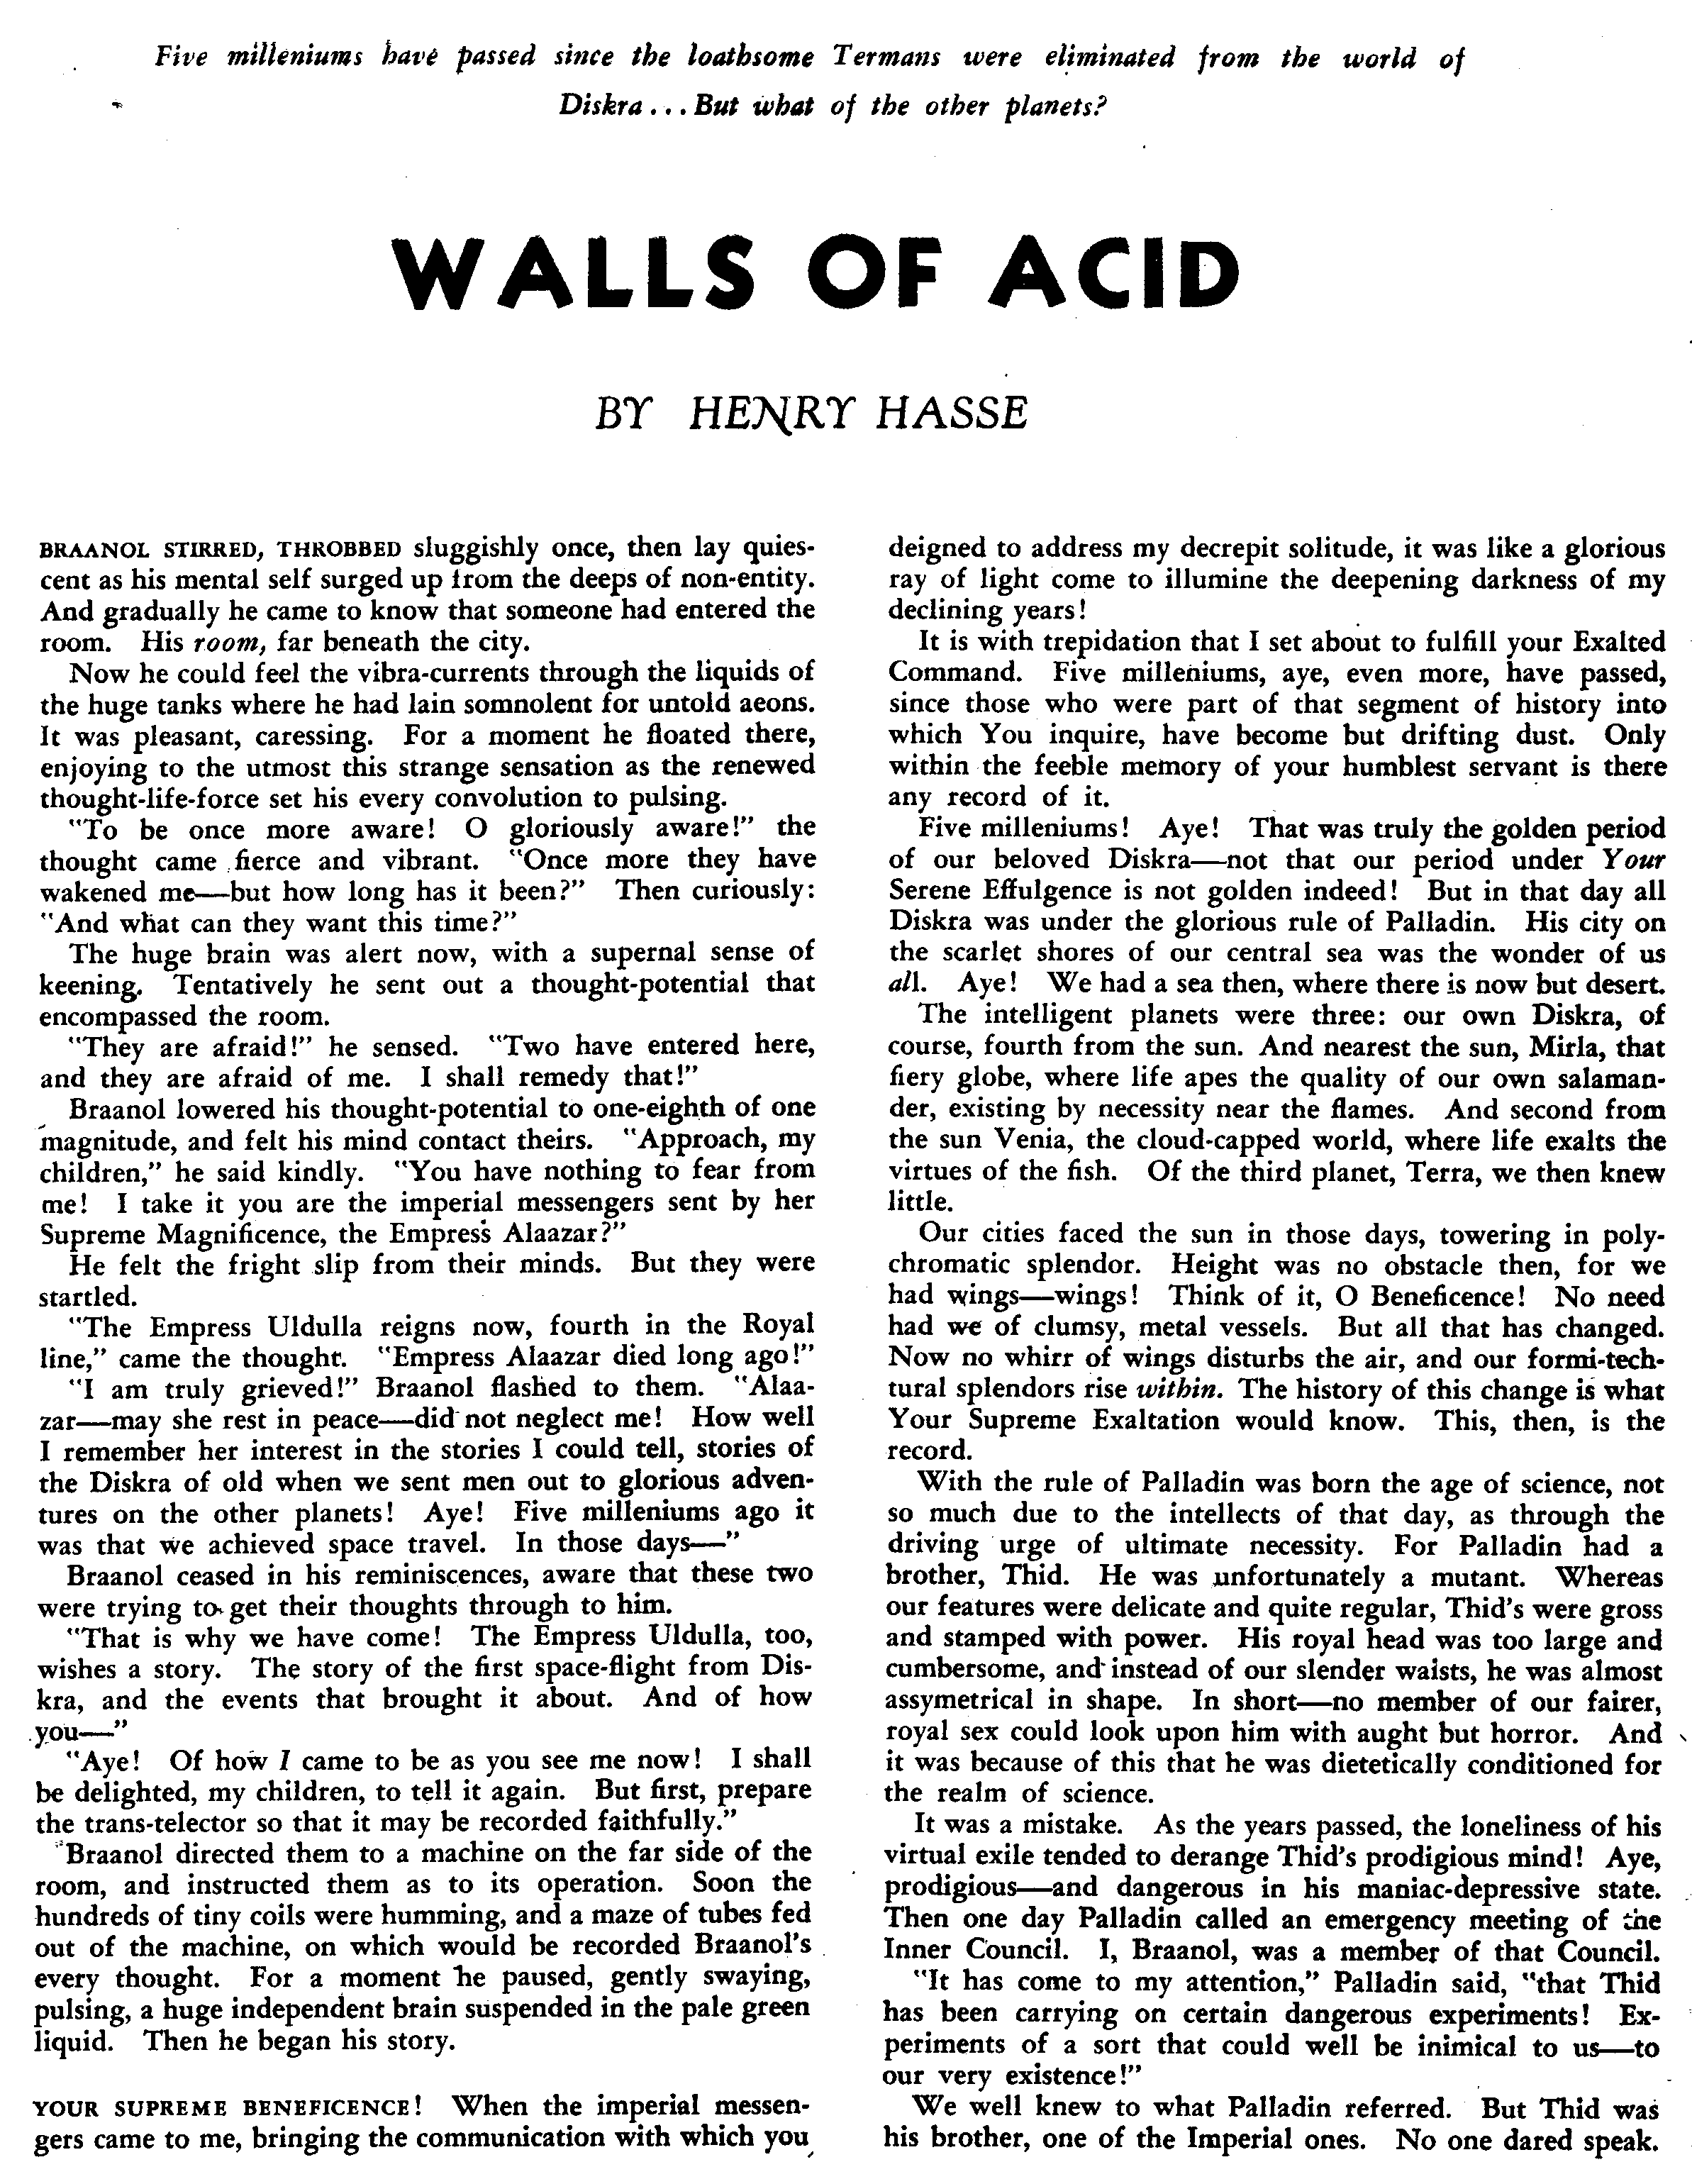 Five milleniums have passed since the loathsome Termans were eliminated from the world of
Diskra . . . But what of the other planets?
WALLS OF ACID
BY HENRY HASSE
BRAANOL STIRRED, THROBBED sluggishly once, then lay quies-
cent as his mental self surged up from the deeps of non-entity.
And gradually he came to know that someone had entered the
room. His room, far beneath the city.
Now he could feel the vibra-currents through the liquids of
the huge tanks where he had lain somnolent for untold aeons.
It was pleasant, caressing. For a moment he floated there,
enjoying to the utmost this strange sensation as the renewed
thought-life-force set his every convolution to pulsing.
"To be once more aware! O gloriously aware!" the
thought came fierce and vibrant. "Once more they have
wakened me—but how long has it been?" Then curiously:
"And what can they want this time?"
The huge brain was alert now, with a supernal sense of
keening. Tentatively he sent out a thought-potential that
encompassed the room.
"They are afraid!" he sensed. "Two have entered here,
and they are afraid of me. I shall remedy that!"
Braanol lowered his thought-potential to one-eighth of one
magnitude, and felt his mind contact theirs. "Approach, my
children," he said kindly. "You have nothing to fear from
me! I take it you are the imperial messengers sent by her
Supreme Magnificence, the Empress Alaazar?"
He felt the fright slip from their minds. But they were
startled.
"The Empress Uldulla reigns now, fourth in the Royal
line," came the thought. "Empress Alaazar died long ago!"
"I am truly grieved!" Braanol flashed to them. "Alaa-
zar—may she rest in peace—did not neglect me! How well
I remember her interest in the stories I could tell, stories of
the Diskra of old when we sent men out to glorious adven-
tures on the other planets! Aye! Five milleniums ago it
was that we achieved space travel. In those days—"
Braanol ceased in his reminiscences, aware that these two
were trying to get their thoughts through to him.
"That is why we have come! The Empress Uldulla, too,
wishes a story. The story of the first space-flight from Dis-
kra, and the events that brought it about. And of how
you—"
"Aye! Of how I came to be as you see me now! I shall
be delighted, my children, to tell it again. But first, prepare
the trans-telector so that it may be recorded faithfully."
Braanol directed them to a machine on the far side of the
room, and instructed them as to its operation. Soon the
hundreds of tiny coils were humming, and a maze of tubes fed
out of the machine, on which would be recorded Braanol's
every thought. For a moment he paused, gently swaying,
pulsing, a huge independent brain suspended in the pale green
liquid. Then he began his story.
YOUR SUPREME BENEFICENCE! When the imperial messen-
gers came to me, bringing the communication with which you
deigned to address my decrepit solitude, it was like a glorious
ray of light come to illumine the deepening darkness of my
declining years!
It is with trepidation that I set about to fulfill your Exalted
Command. Five milleniums, aye, even more, have passed,
since those who were part of that segment of history into
which You inquire, have become but drifting dust. Only
within the feeble memory of your humblest servant is there
any record of it.
Five milleniums! Aye! That was truly the golden period
of our beloved Diskra—not that our period under Your
Serene Effulgence is not golden indeed! But in that day all
Diskra was under the glorious rule of Palladin. His city on
the scarlet shores of our central sea was the wonder of us
all. Aye! We had a sea then, where there is now but desert.
The intelligent planets were three: our own Diskra, of
course, fourth from the sun. And nearest the sun, Mirla, that
fiery globe, where life apes the quality of our own salaman-
der, existing by necessity near the flames. And second from
the sun Venia, the cloud-capped world, where life exalts the
virtues of the fish. Of the third planet, Terra, we then knew
little.
Our cities faced the sun in those days, towering in poly-
chromatic splendor. Height was no obstacle then, for we
had wings—wings! Think of it, O Beneficence! No need
had we of clumsy, metal vessels. But all that has changed.
Now no whirr of wings disturbs the air, and our formi-tech-
tural splendors rise within. The history of this change is what
Your Supreme Exaltation would know. This, then, is the
record.
With the rule of Palladin was born the age of science, not
so much due to the intellects of that day, as through the
driving urge of ultimate necessity. For Palladin had a
brother, Thid. He was unfortunately a mutant. Whereas
our features were delicate and quite regular, Thid's were gross
and stamped with power. His royal head was too large and
cumbersome, and instead of our slender waists, he was almost
assymetrical in shape. In short—no member of our fairer,
royal sex could look upon him with aught but horror. And
it was because of this that he was dietetically conditioned for
the realm of science.
It was a mistake. As the years passed, the loneliness of his
virtual exile tended to derange Thid's prodigious mind! Aye,
prodigious—and dangerous in his maniac-depressive state.
Then one day Palladin called an emergency meeting of the
Inner Council. I, Braanol, was a member of that Council.
"It has come to my attention," Palladin said, "that Thid
has been carrying on certain dangerous experiments! Ex-
periments of a sort that could well be inimical to us—to
our very existence!"
We well knew to what Palladin referred. But Thid was
his brother, one of the Imperial ones. No one dared speak.